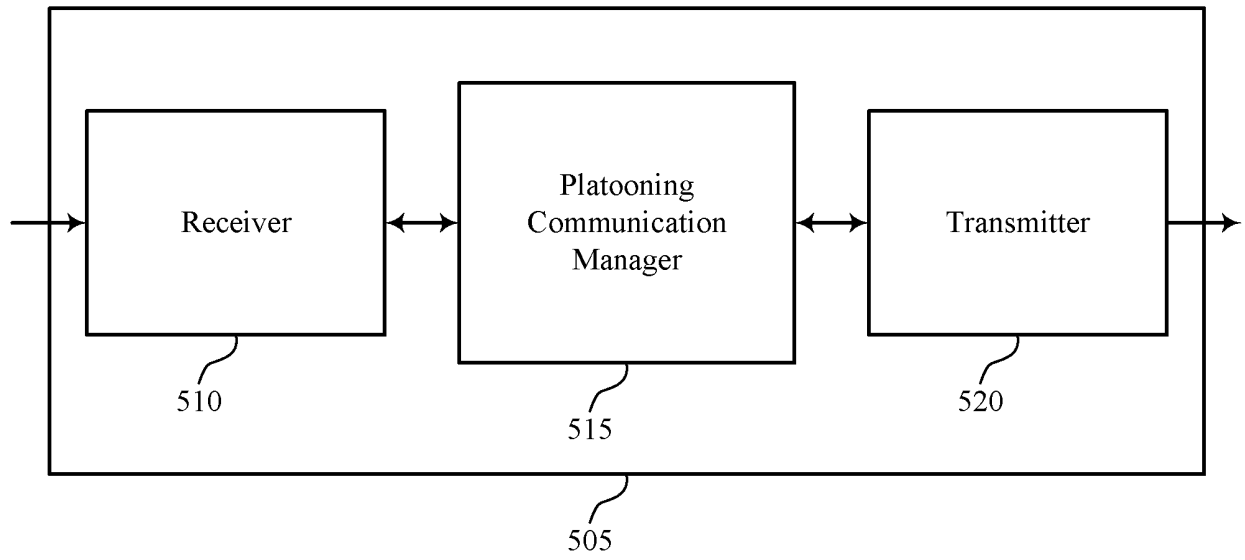 Receiver
Platooning
Communication
Manager
Transmitter
510
515
520
505